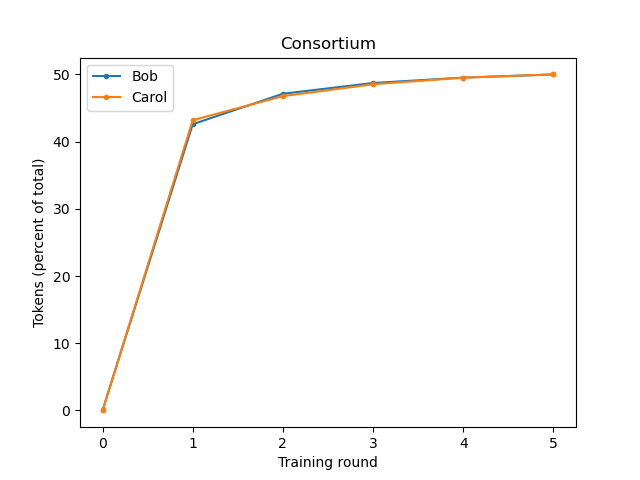 Consortium
Bob
Carol
Tokens (percent of total)
50
40
30
20
10
0
0 1 2 3 4 5
Training round